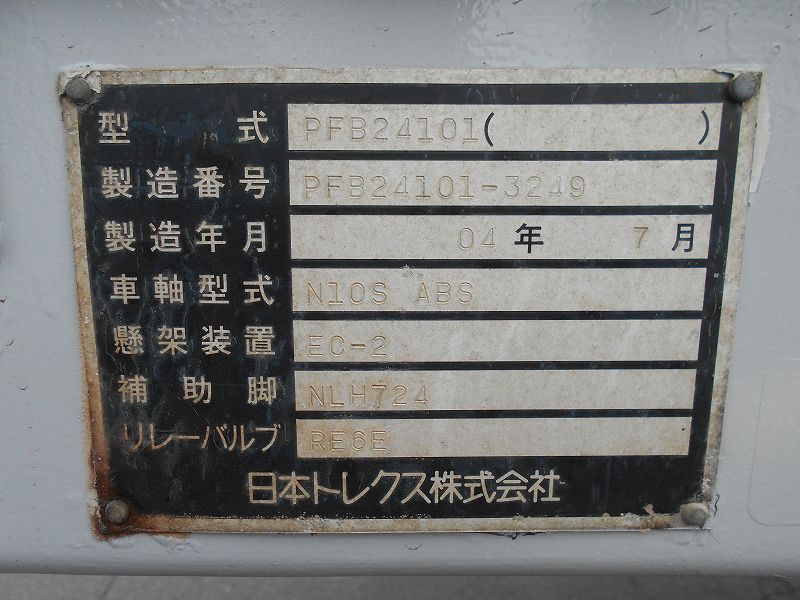 型式 PFB24101( )
製造番号 PFB24101-3249
製造年月 04年 7月
車軸型式 N10S ABS
懸架装置 EC-2
補助脚 NLH724
リレーバルブ RE6E
日本トレクス株式会社